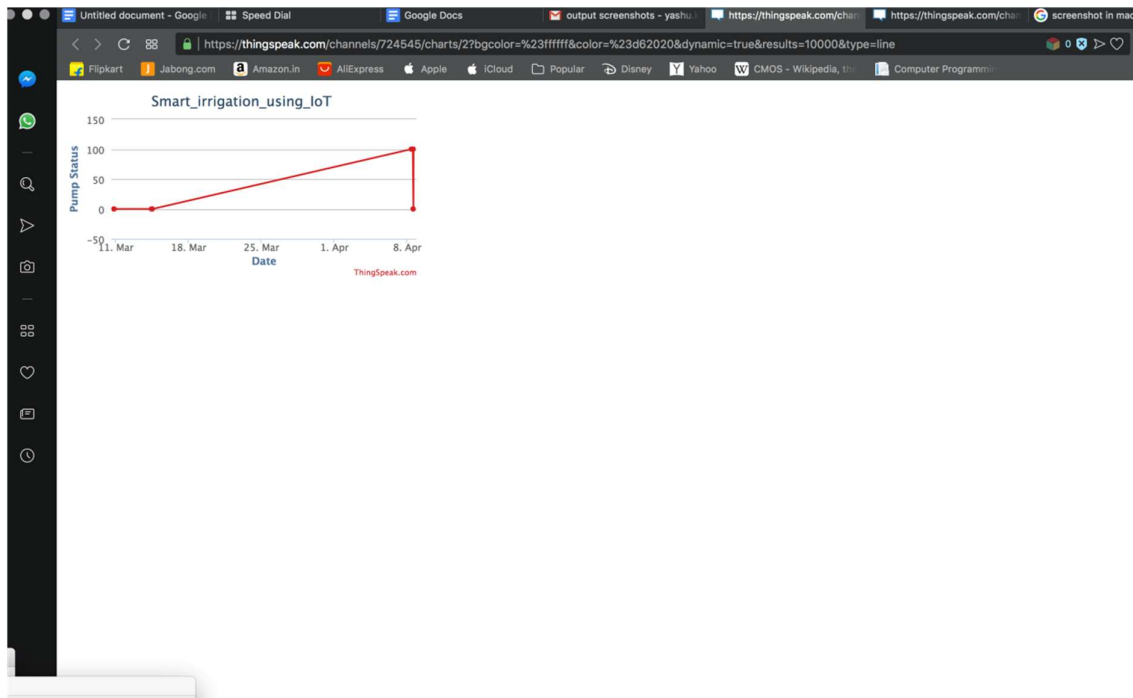 Untitled document - Google
Speed Dial
Google Docs
output screenshots - yashu.
https://thingspeak.com/chan
https://thingspeak.com/chan
screenshot in mac
https://thingspeak.com/channels/724545/charts/2?bgcolor=%23ffffff&color=%23d62020&dynamic=true&results=10000&type=line
0
Flipkart
J Jabong.com
a Amazon.in
AliExpress
Apple
iCloud
Popular
Disney
Y Yahoo
W CMOS - Wikipedia, the
Computer Programmin
Smart_irrigation_using_IoT
150
100
50
0
-50
Pump Status
11. Mar
18. Mar
25. Mar
1. Apr
8. Apr
Date
ThingSpeak.com